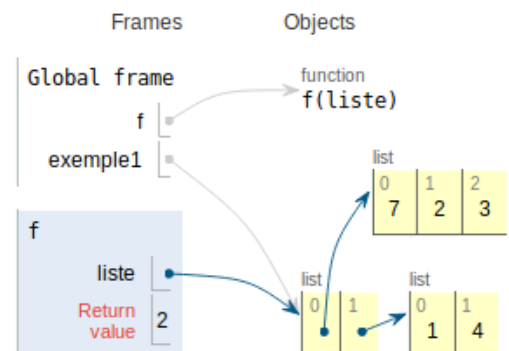 Frames Objects
Global frame
function
f(liste)
f
exemple1
list
0 1 2
7 2 3
f
liste
Return
value
2
list
0 1
list
0 1
1 4